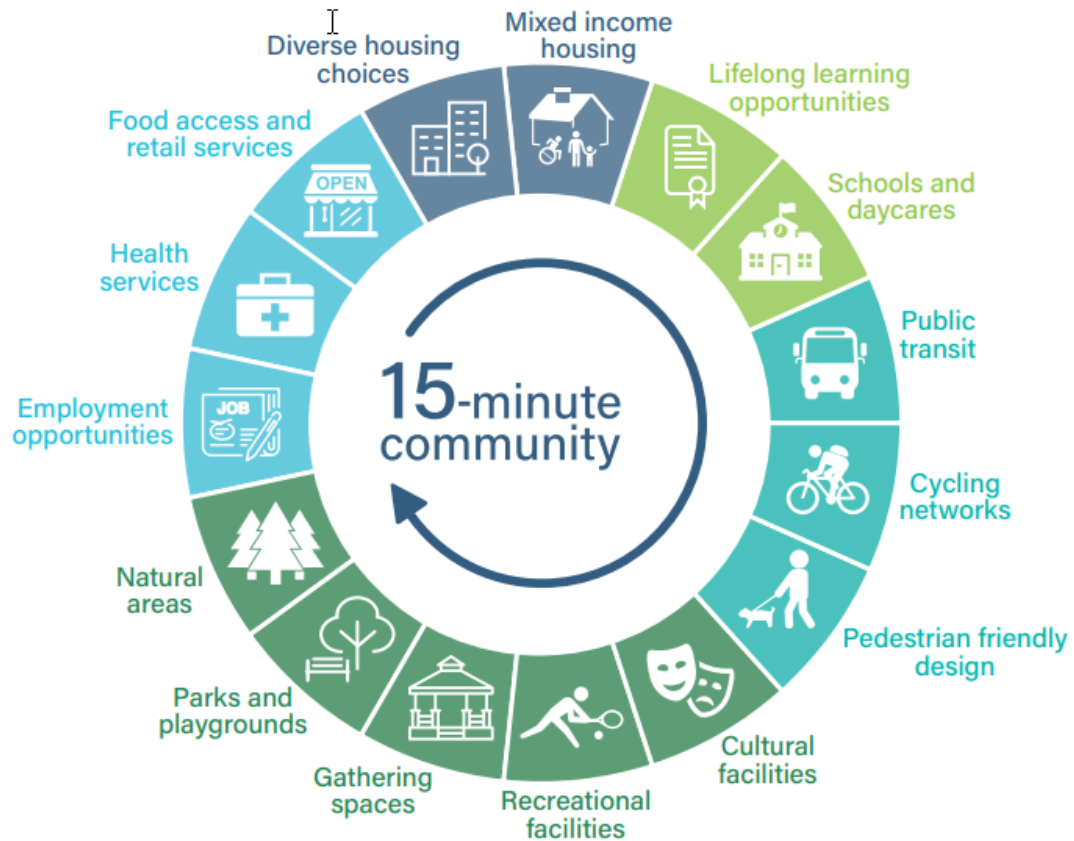 Diverse housing
choices
Mixed income
housing
Lifelong learning
opportunities
Schools and
daycares
Public
transit
Cycling
networks
Pedestrian friendly
design
Cultural
facilities
Recreational
facilities
Gathering
spaces
Parks and
playgrounds
Natural
areas
Employment
opportunities
JOB
Health
services
Food access and
retail services
OPEN
15-minute
community